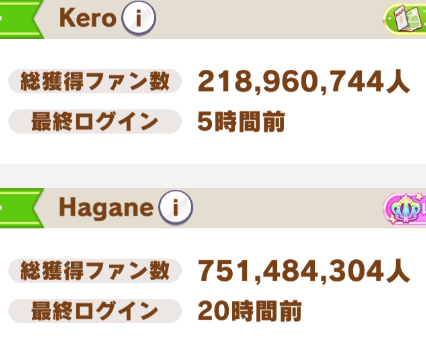 Kero i
総獲得ファン数 218,960,744人
最終ログイン 5時間前
Hagane i
総獲得ファン数 751,484,304人
最終ログイン 20時間前